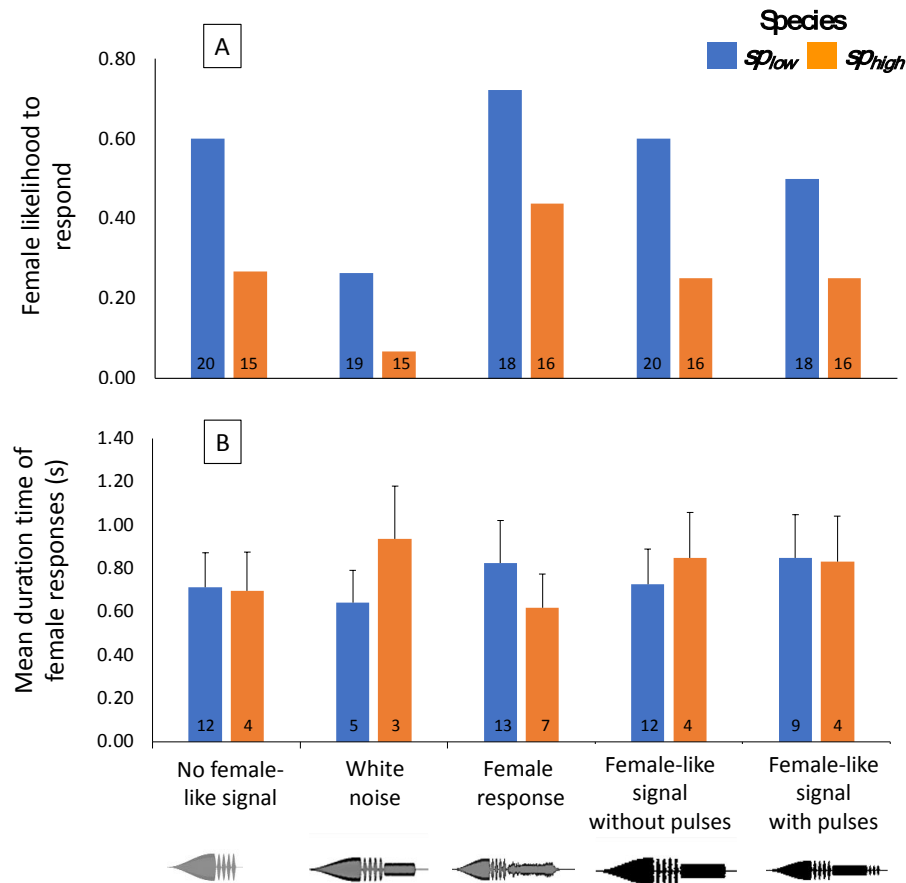 Species
sp_low sp_high
A
Female likelihood to
respond
0.80
0.60
0.40
0.20
0.00
20 15 19 15 18 16 20 16 18 16
B
Mean duration time of
female responses (s)
1.40
1.20
1.00
0.80
0.60
0.40
0.20
0.00
12 4 5 3 13 7 12 4 9 4
No female-
like signal
White
noise
Female
response
Female-like
signal
without pulses
Female-like
signal
with pulses